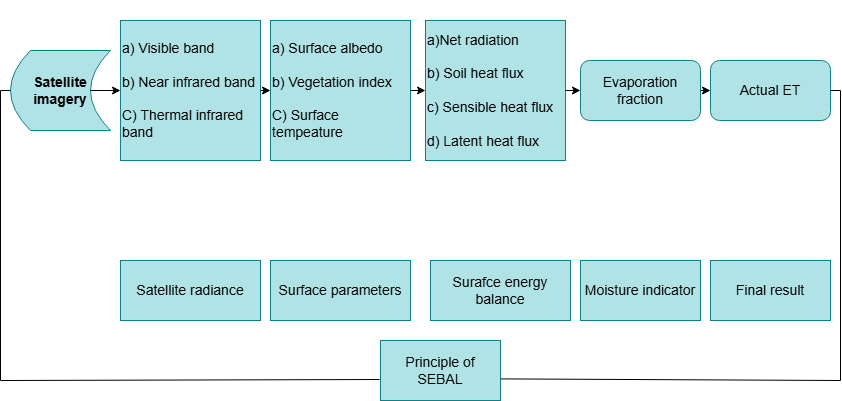 Satellite
imagery
a) Visible band
b) Near infrared band
C) Thermal infrared
band
a) Surface albedo
b) Vegetation index
C) Surface
tempeature
a)Net radiation
b) Soil heat flux
c) Sensible heat flux
d) Latent heat flux
Evaporation
fraction
Actual ET
Satellite radiance
Surface parameters
Surafce energy
balance
Moisture indicator
Final result
Principle of
SEBAL